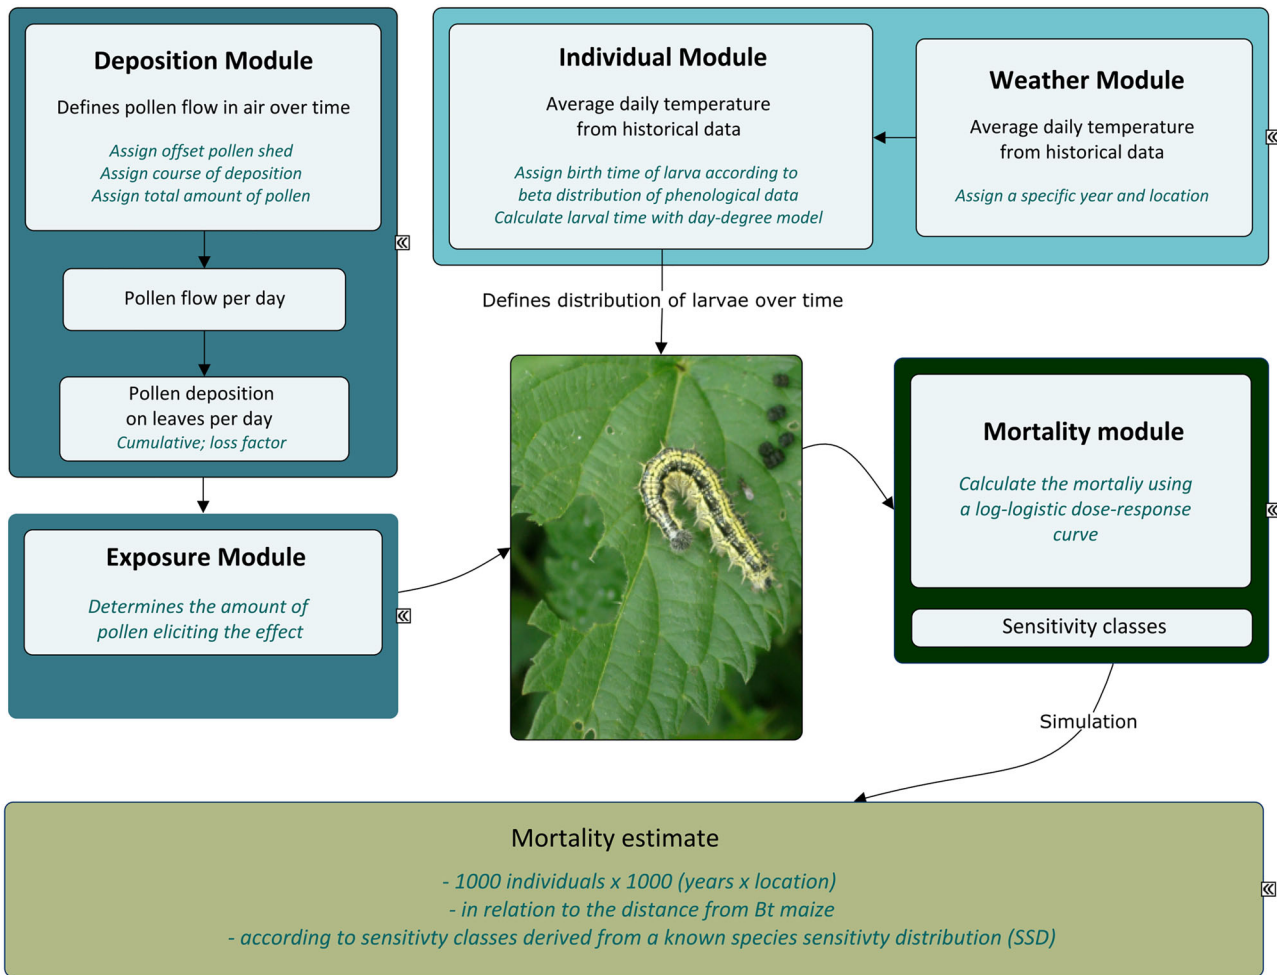 Deposition Module
Defines pollen flow in air over time
Assign offset pollen shed
Assign course of deposition
Assign total amount of pollen
Pollen flow per day
Pollen deposition
on leaves per day
Cumulative; loss factor
Exposure Module
Determines the amount of
pollen eliciting the effect
Individual Module
Average daily temperature
from historical data
Assign birth time of larva according to
beta distribution of phenological data
Calculate larval time with day-degree model
Weather Module
Average daily temperature
from historical data
Assign a specific year and location
Defines distribution of larvae over time
Mortality module
Calculate the mortaliy using
a log-logistic dose-response
curve
Sensitivity classes
Simulation
Mortality estimate
- 1000 individuals x 1000 (years x location)
- in relation to the distance from Bt maize
- according to sensitivty classes derived from a known species sensitivty distribution (SSD)